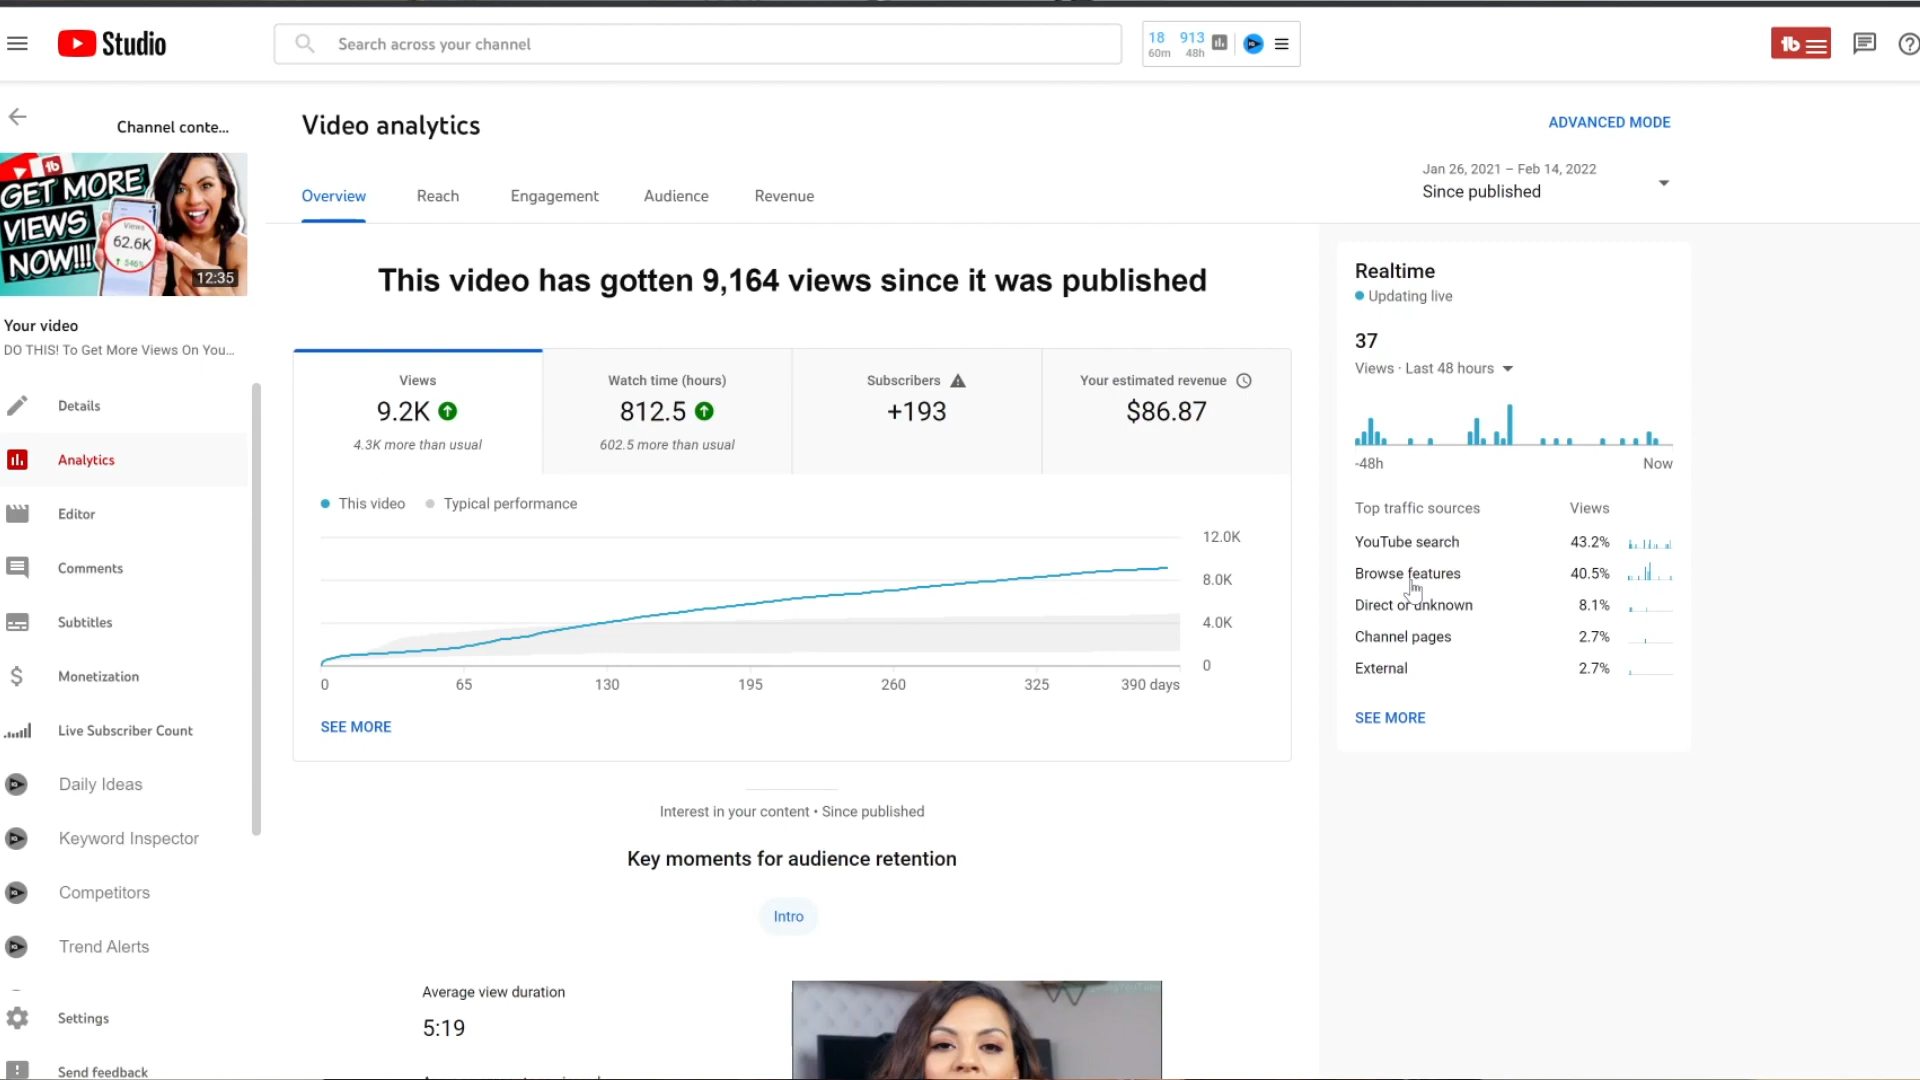 Studio
Search across your channel
18 913
60m 48h
Channel conte...
GET MORE
VIEWS
NOW!!!
Views
62.6K
546%
12:35
Your video
DO THIS! To Get More Views On You...
Details
Analytics
Editor
Comments
Subtitles
Monetization
Live Subscriber Count
Daily Ideas
Keyword Inspector
Competitors
Trend Alerts
Settings
Send feedback
Video analytics
ADVANCED MODE
Overview Reach Engagement Audience Revenue
Jan 26, 2021 – Feb 14, 2022
Since published
This video has gotten 9,164 views since it was published
Views
9.2K
4.3K more than usual
Watch time (hours)
812.5
602.5 more than usual
Subscribers
+193
Your estimated revenue
$86.87
This video Typical performance
12.0K
8.0K
4.0K
0
0 65 130 195 260 325 390 days
SEE MORE
Interest in your content • Since published
Key moments for audience retention
Intro
Average view duration
5:19
Realtime
Updating live
37
Views · Last 48 hours
-48h Now
Top traffic sources Views
YouTube search 43.2%
Browse features 40.5%
Direct or unknown 8.1%
Channel pages 2.7%
External 2.7%
SEE MORE